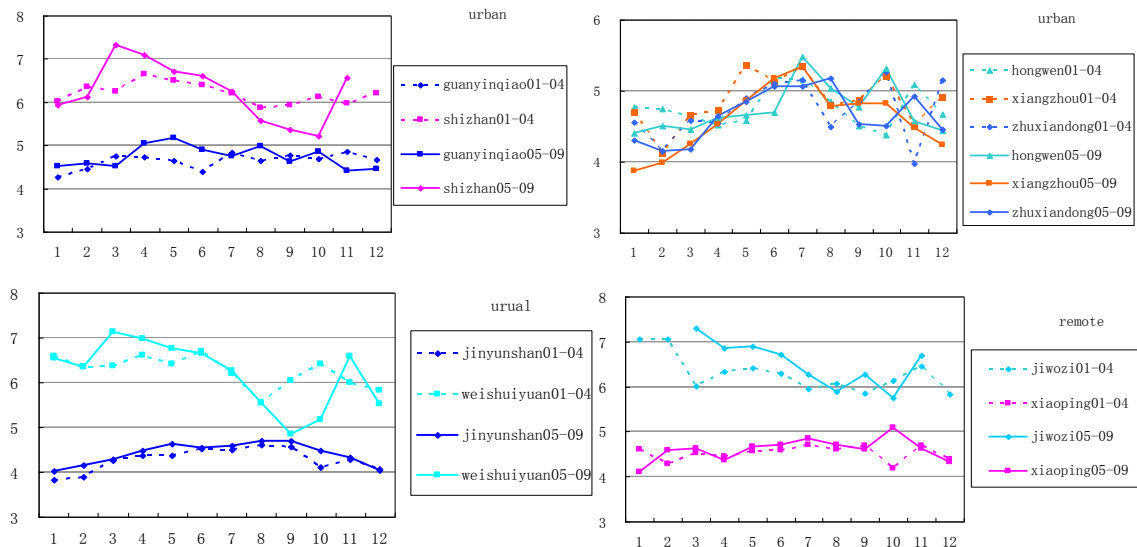 urban
8
7
6
5
4
3
1 2 3 4 5 6 7 8 9 10 11 12
guanyinqiao01-04
shizhan01-04
guanyinqiao05-09
shizhan05-09
urban
6
5
4
3
1 2 3 4 5 6 7 8 9 10 11 12
hongwen01-04
xiangzhou01-04
zhuxiandong01-04
hongwen05-09
xiangzhou05-09
zhuxiandong05-09
urual
8
7
6
5
4
3
1 2 3 4 5 6 7 8 9 10 11 12
jinyunshan01-04
weishuiyuan01-04
jinyunshan05-09
weishuiyuan05-09
remote
8
7
6
5
4
3
1 2 3 4 5 6 7 8 9 10 11 12
jiwozi01-04
xiaoping01-04
jiwozi05-09
xiaoping05-09